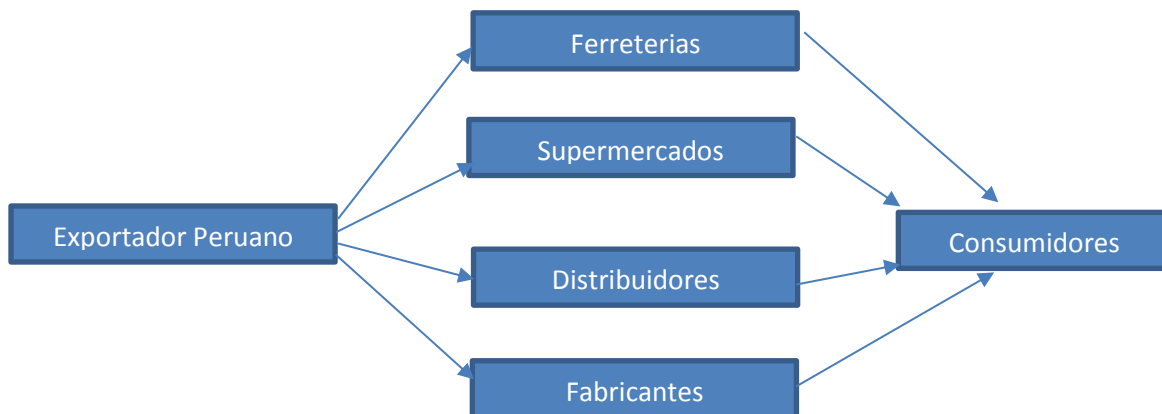 Ferreterias
Supermercados
Exportador Peruano
Consumidores
Distribuidores
Fabricantes